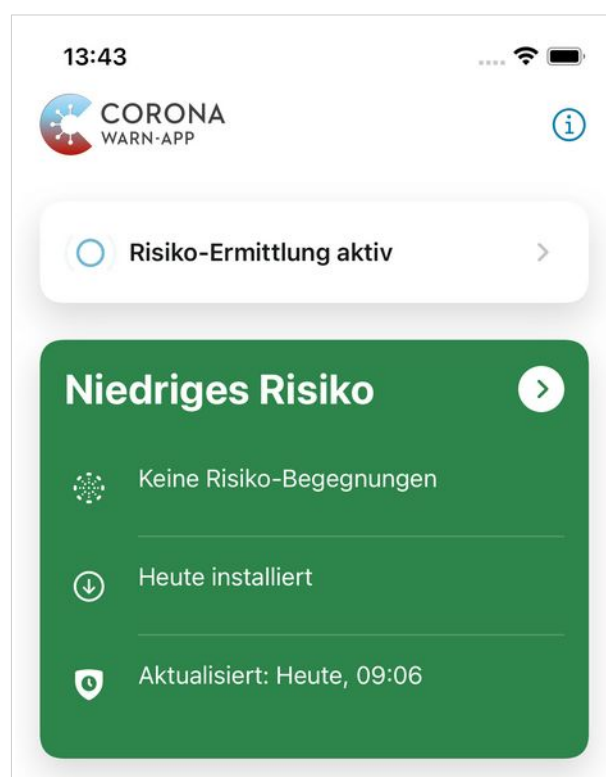 13:43
CORONA
WARN-APP
Risiko-Ermittlung aktiv
Niedriges Risiko
Keine Risiko-Begegnungen
Heute installiert
Aktualisiert: Heute, 09:06